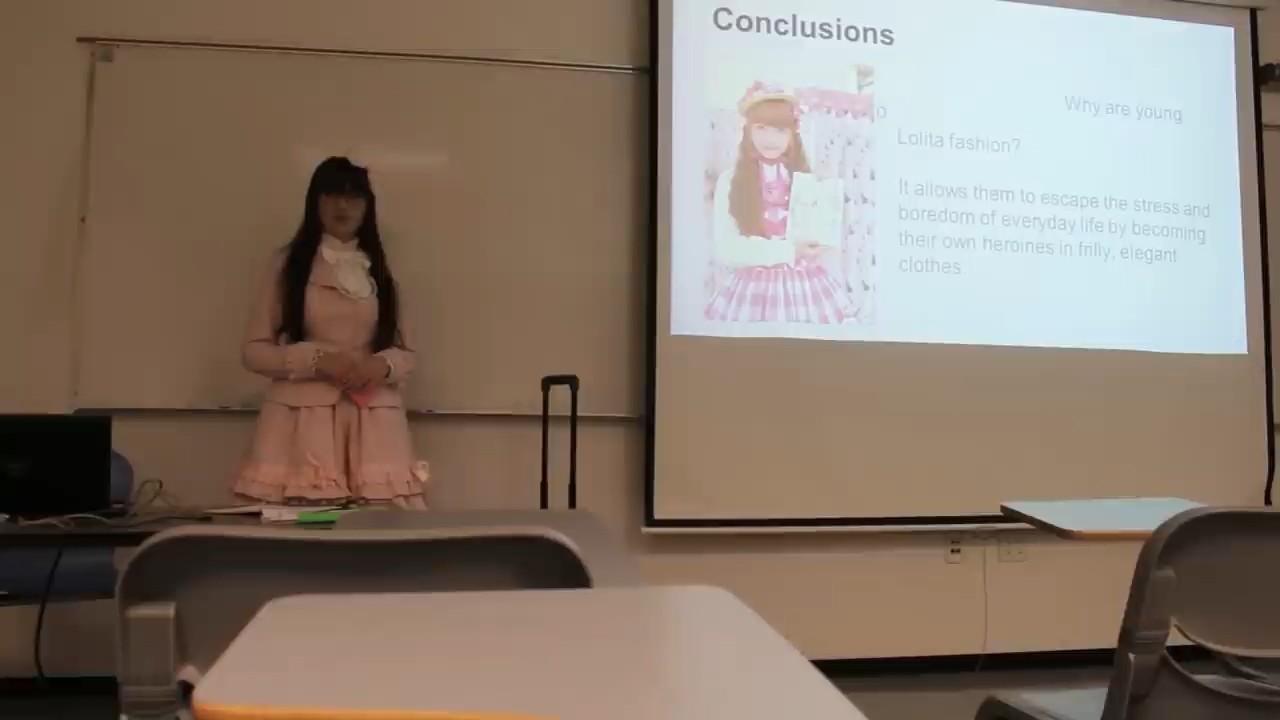 Conclusions
o Why are young
Lolita fashion?
It allows them to escape the stress and
boredom of everyday life by becoming
their own heroines in frilly, elegant
clothes.